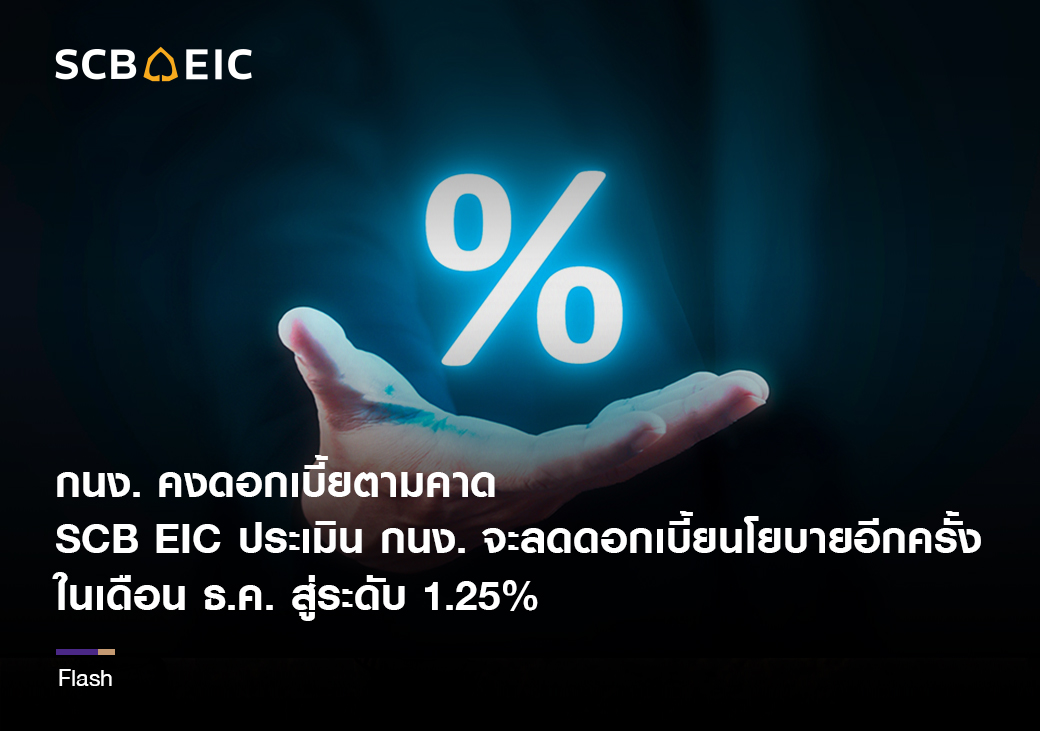 SCB EIC
%
กนง. คงดอกเบี้ยตามคาด
SCB EIC ประเมิน กนง. จะลดดอกเบี้ยนโยบายอีกครั้ง
ในเดือน ธ.ค. สู่ระดับ 1.25%
Flash